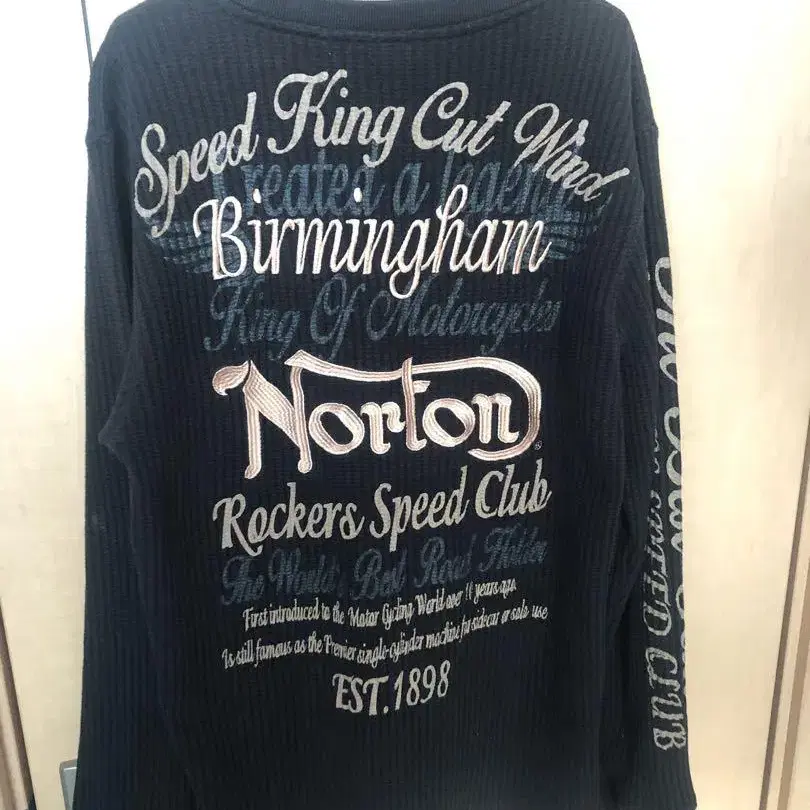 Speed King Cut Wind
Created a legend
Birmingham
King Of Motorcycles
Norton
Rockers Speed Club
The World's Best Road Holder
First introduced to the Motor Cycling World over years ago.
Is still famous as the Premier single-cylinder machine for sidecar or solo use
EST.1898
CLUB